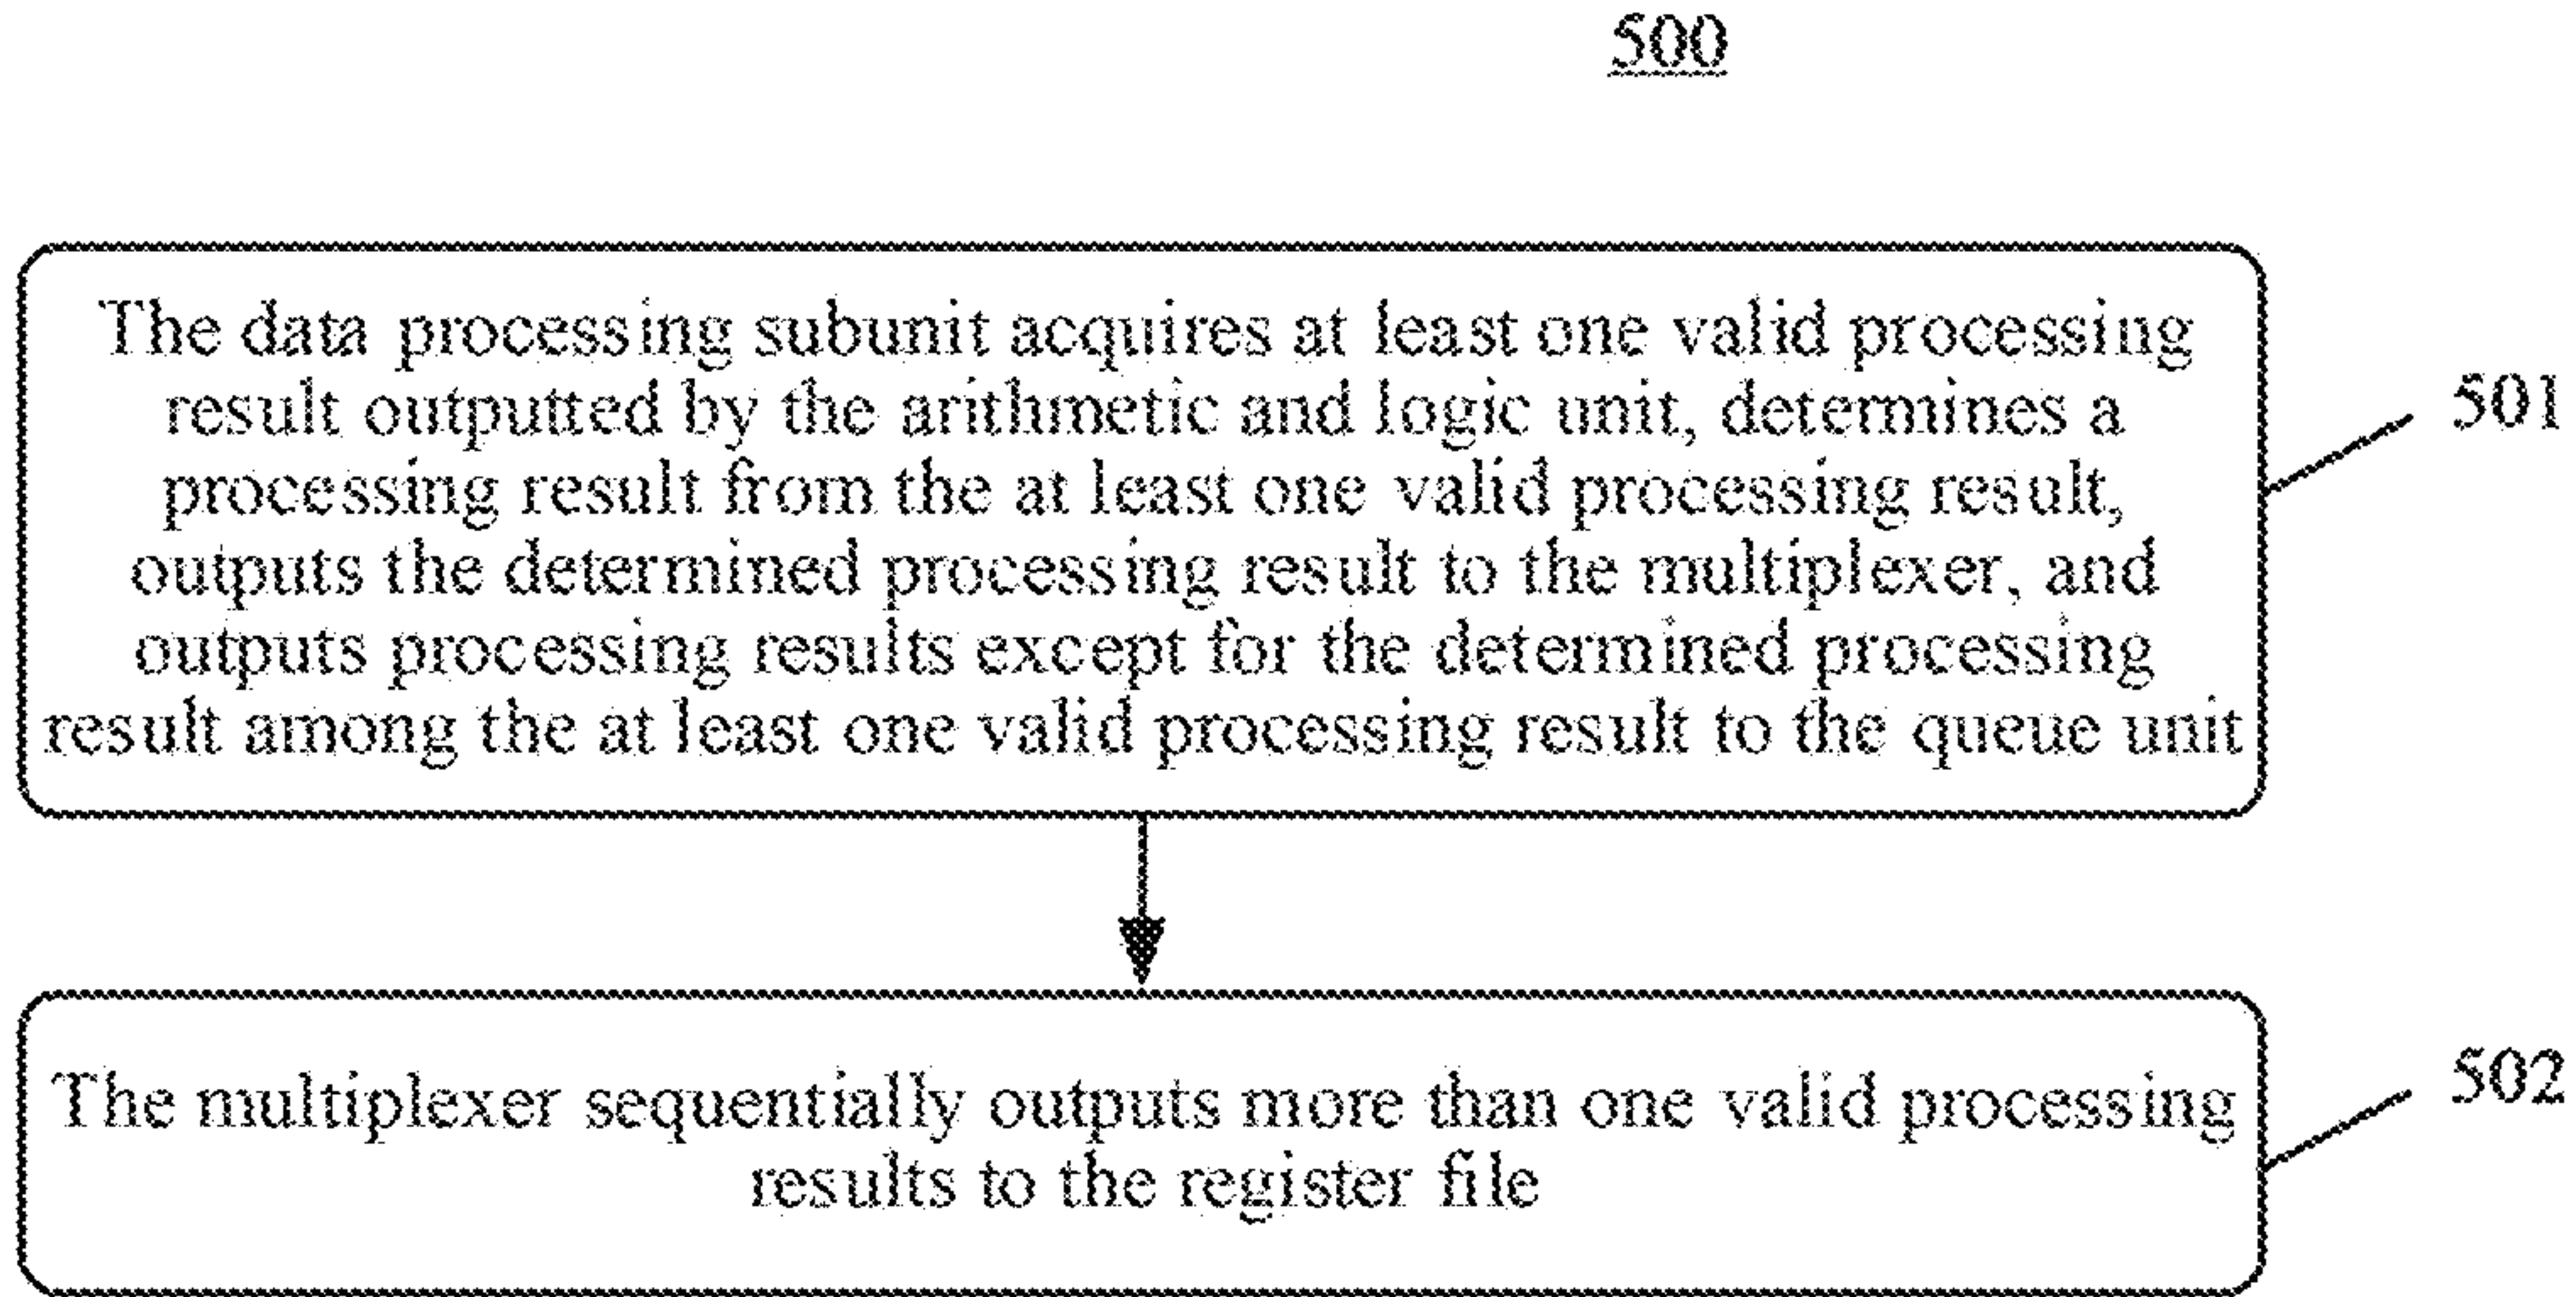 500
The data processing subunit acquires at least one valid processing
result outputted by the arithmetic and logic unit, determines a
processing result from the at least one valid processing result,
outputs the determined processing result to the multiplexer, and
outputs processing results except for the determined processing
result among the at least one valid processing result to the queue unit
501
The multiplexer sequentially outputs more than one valid processing
results to the register file
502